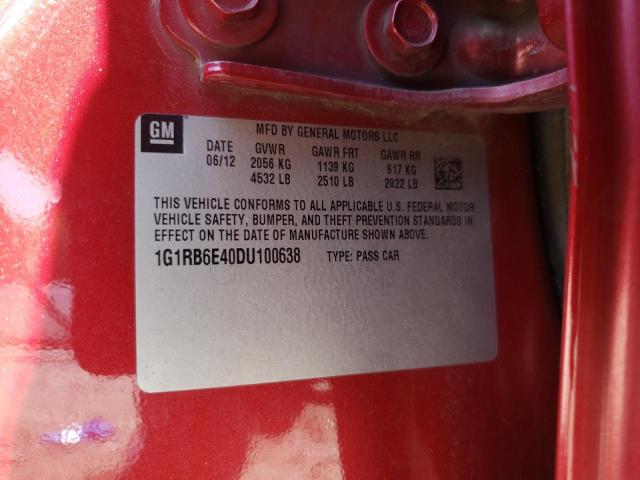 GM
MFD BY GENERAL MOTORS LLC
DATE GVWR GAWR FRT GAWR RR
06/12 2056 KG 1139 KG 917 KG
4532 LB 2510 LB 2022 LB
THIS VEHICLE CONFORMS TO ALL APPLICABLE U.S. FEDERAL MOTOR
VEHICLE SAFETY, BUMPER, AND THEFT PREVENTION STANDARDS IN
EFFECT ON THE DATE OF MANUFACTURE SHOWN ABOVE.
1G1RB6E40DU100638 TYPE: PASS CAR